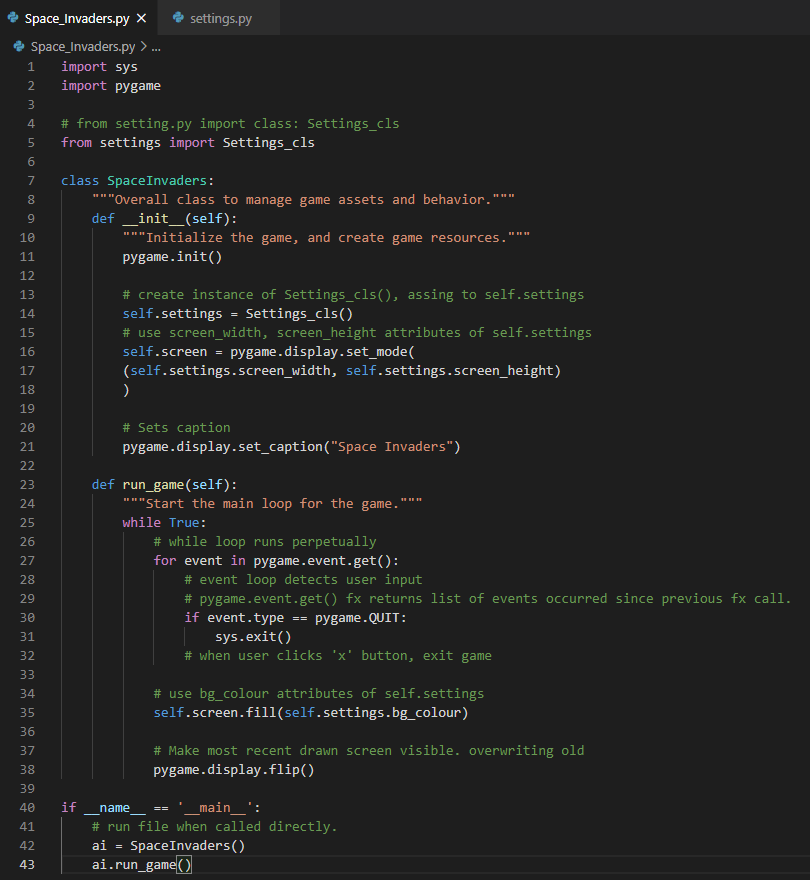 Space_Invaders.py × settings.py
Space_Invaders.py > ...
1 import sys
2 import pygame
3
4 # from setting.py import class: Settings_cls
5 from settings import Settings_cls
6
7 class SpaceInvaders:
8     """Overall class to manage game assets and behavior."""
9     def __init__(self):
10         """Initialize the game, and create game resources."""
11         pygame.init()
12
13         # create instance of Settings_cls(), assing to self.settings
14         self.settings = Settings_cls()
15         # use screen_width, screen_height attributes of self.settings
16         self.screen = pygame.display.set_mode(
17         (self.settings.screen_width, self.settings.screen_height)
18         )
19
20         # Sets caption
21         pygame.display.set_caption("Space Invaders")
22
23     def run_game(self):
24         """Start the main loop for the game."""
25         while True:
26             # while loop runs perpetually
27             for event in pygame.event.get():
28                 # event loop detects user input
29                 # pygame.event.get() fx returns list of events occurred since previous fx call.
30                 if event.type == pygame.QUIT:
31                     sys.exit()
32                 # when user clicks 'x' button, exit game
33
34             # use bg_colour attributes of self.settings
35             self.screen.fill(self.settings.bg_colour)
36
37             # Make most recent drawn screen visible. overwriting old
38             pygame.display.flip()
39
40 if __name__ == '__main__':
41     # run file when called directly.
42     ai = SpaceInvaders()
43     ai.run_game()